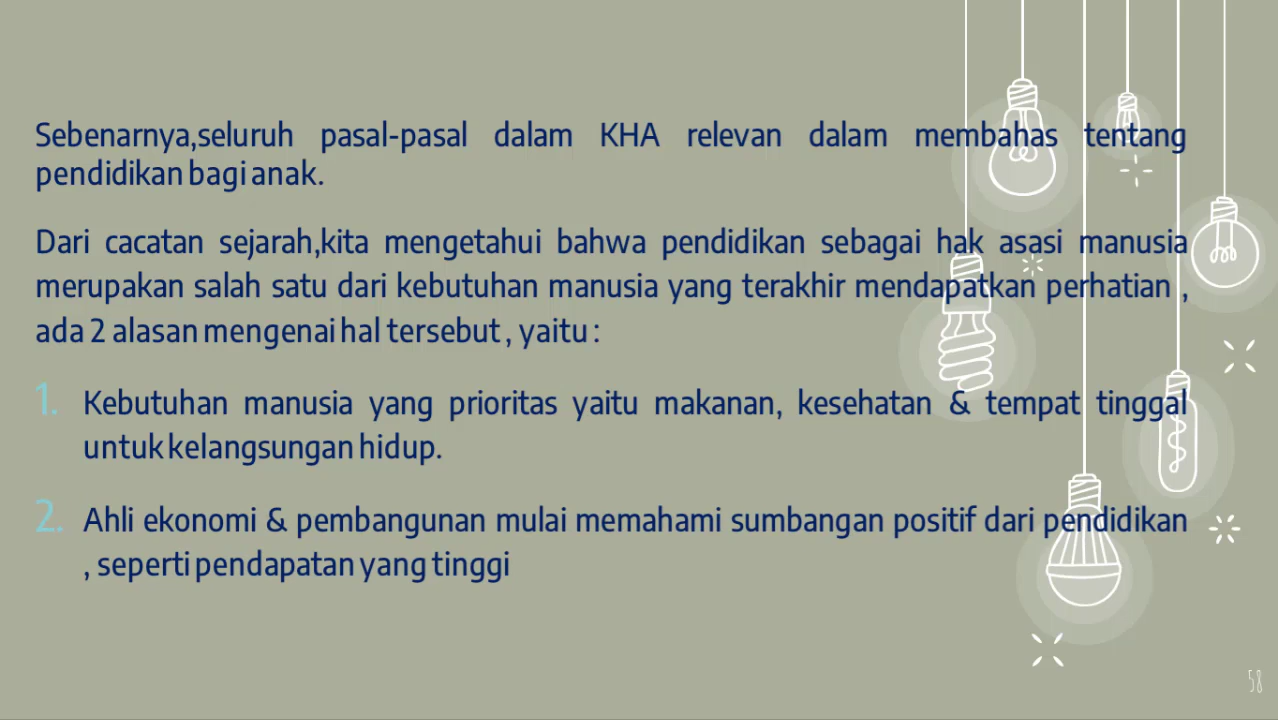 Sebenarnya,seluruh pasal-pasal dalam KHA relevan dalam membahas tentang
pendidikan bagi anak.
Dari cacatan sejarah,kita mengetahui bahwa pendidikan sebagai hak asasi manusia
merupakan salah satu dari kebutuhan manusia yang terakhir mendapatkan perhatian ,
ada 2 alasan mengenai hal tersebut , yaitu :
1. Kebutuhan manusia yang prioritas yaitu makanan, kesehatan & tempat tinggal
untuk kelangsungan hidup.
2. Ahli ekonomi & pembangunan mulai memahami sumbangan positif dari pendidikan
, seperti pendapatan yang tinggi
58